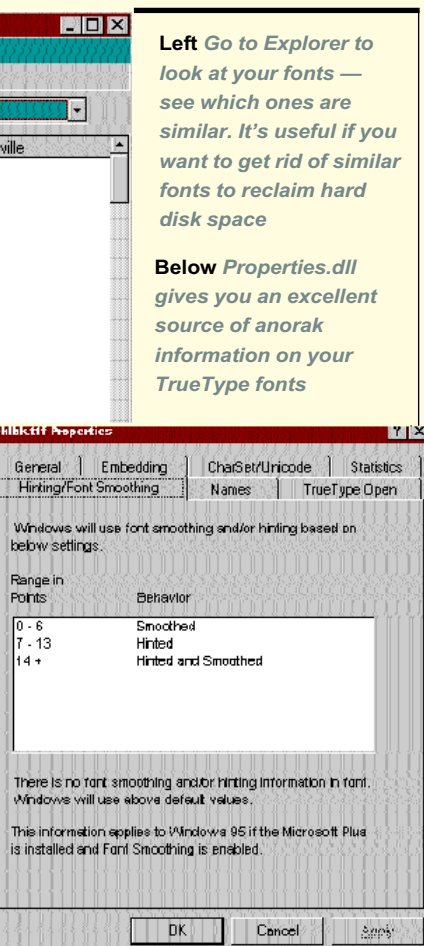 ville
Left Go to Explorer to
look at your fonts —
see which ones are
similar. It's useful if you
want to get rid of similar
fonts to reclaim hard
disk space
Below Properties.dll
gives you an excellent
source of anorak
information on your
TrueType fonts
Properties
General Embedding CharSet/Unicode Statistics
Hinting/Font Smoothing Names TrueType Open
Windows will use font smoothing and/or hinting based on
below settings.
Range in
Points Behavior
0 - 6 Smoothed
7 - 13 Hinted
14 + Hinted and Smoothed
There is no font smoothing and/or hinting information in font.
Windows will use above default values.
This information applies to Windows 95 if the Microsoft Plus
is installed and Font Smoothing is enabled.
OK Cancel Apply